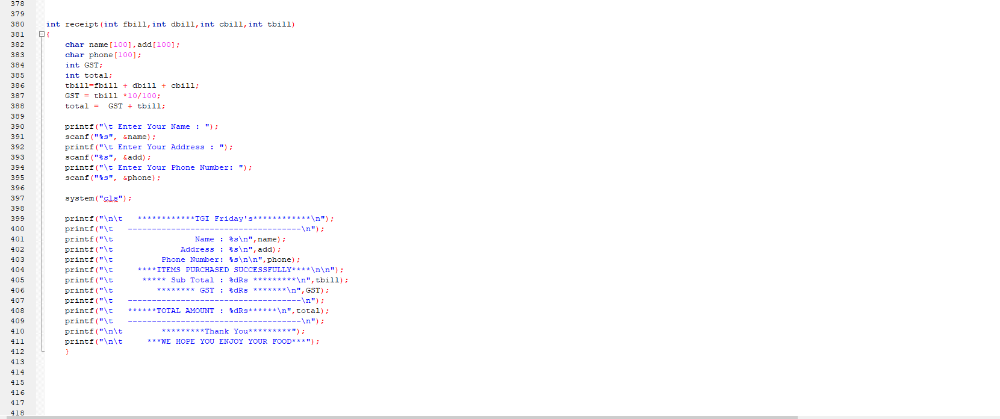 378
379
380 int receipt(int fbill,int dbill,int cbill,int tbill)
381 {
382 char name[100],add[100];
383 char phone[100];
384 int GST;
385 int total;
386 tbill=fbill + dbill + cbill;
387 GST = tbill *10/100;
388 total =  GST + tbill;
389
390 printf("\t Enter Your Name : ");
391 scanf("%s", &name);
392 printf("\t Enter Your Address : ");
393 scanf("%s", &add);
394 printf("\t Enter Your Phone Number: ");
395 scanf("%s", &phone);
396
397 system("cls");
398
399 printf("\n\t   ************TGI Friday's************\n");
400 printf("\t   ------------------------------------\n");
401 printf("\t                 Name : %s\n",name);
402 printf("\t              Address : %s\n",add);
403 printf("\t          Phone Number: %s\n\n",phone);
404 printf("\t     ****ITEMS PURCHASED SUCCESSFULLY****\n\n");
405 printf("\t      ***** Sub Total : %dRs *********\n",tbill);
406 printf("\t         ******** GST : %dRs *******\n",GST);
407 printf("\t   ------------------------------------\n");
408 printf("\t   ******TOTAL AMOUNT : %dRs******\n",total);
409 printf("\t   ------------------------------------\n");
410 printf("\n\t        *********Thank You*********");
411 printf("\n\t     ***WE HOPE YOU ENJOY YOUR FOOD***");
412 }
413
414
415
416
417
418